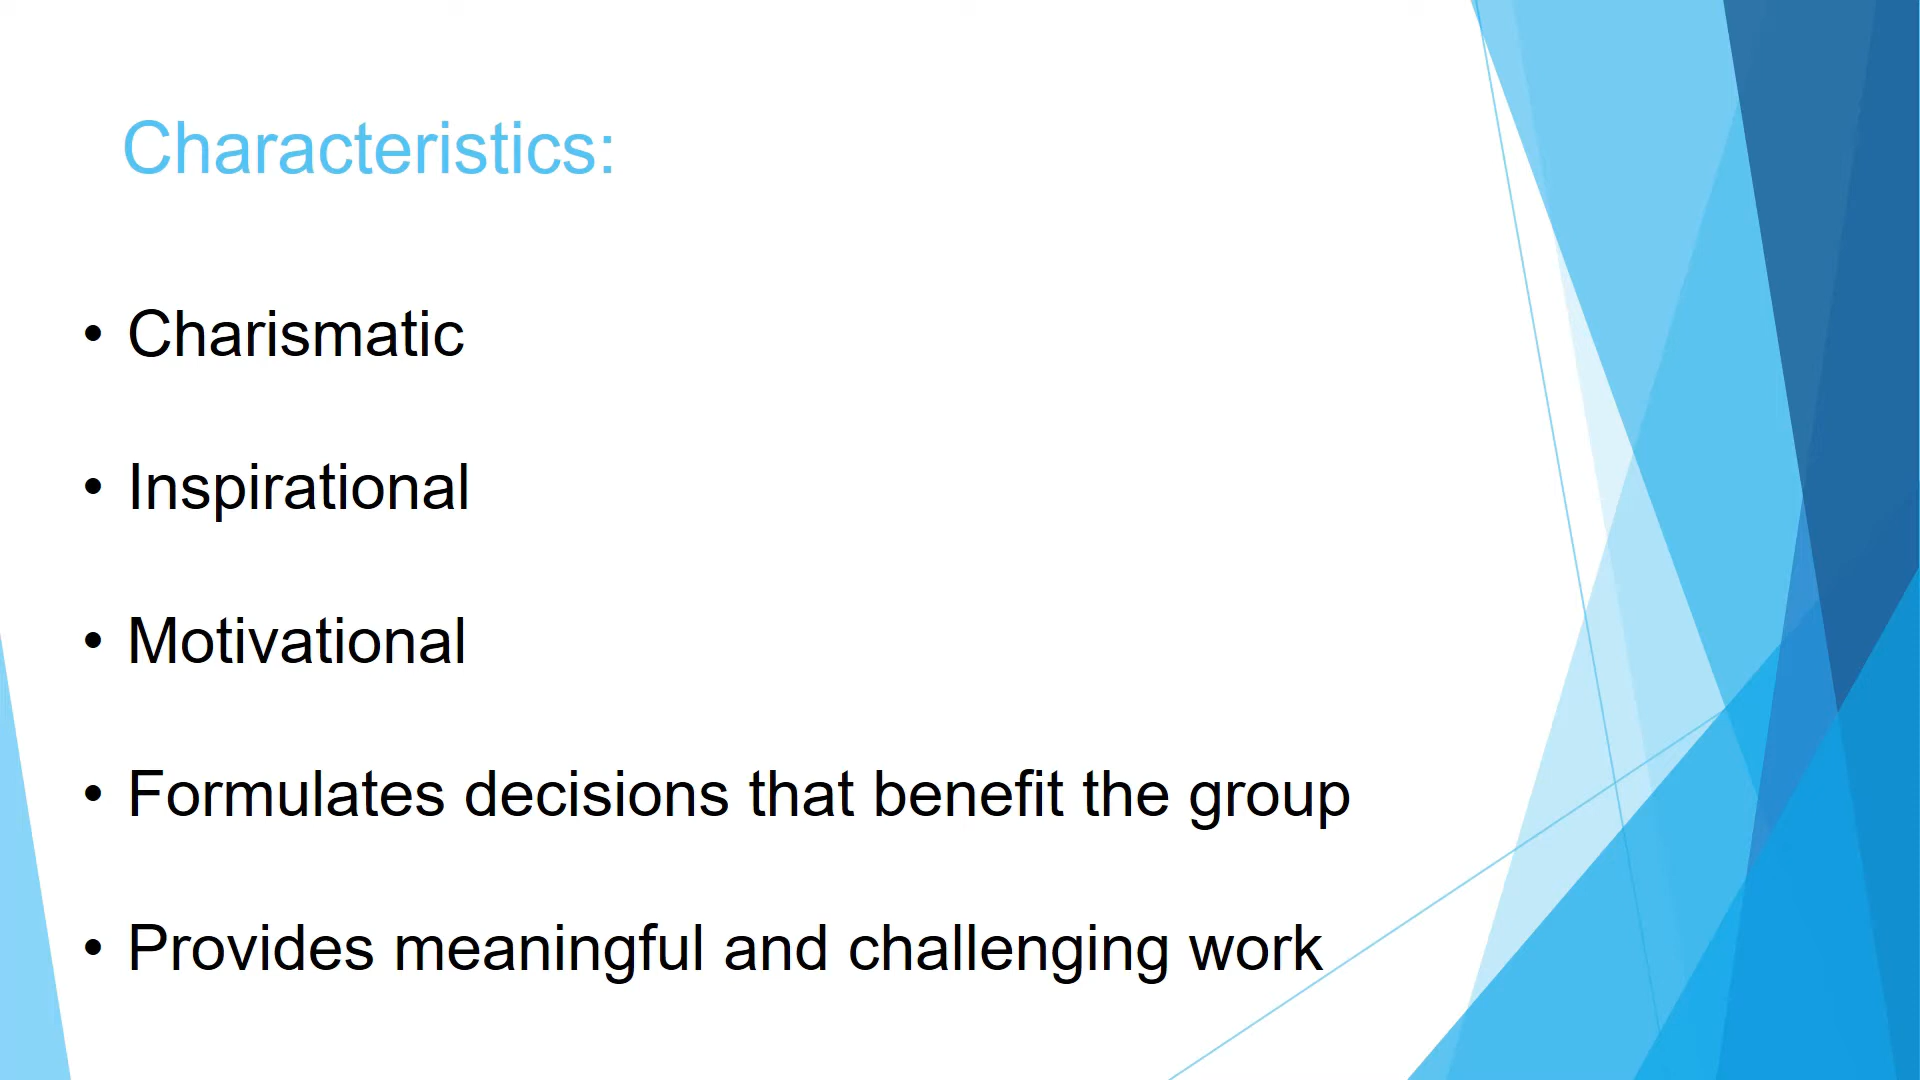 Characteristics:
• Charismatic
• Inspirational
• Motivational
• Formulates decisions that benefit the group
• Provides meaningful and challenging work